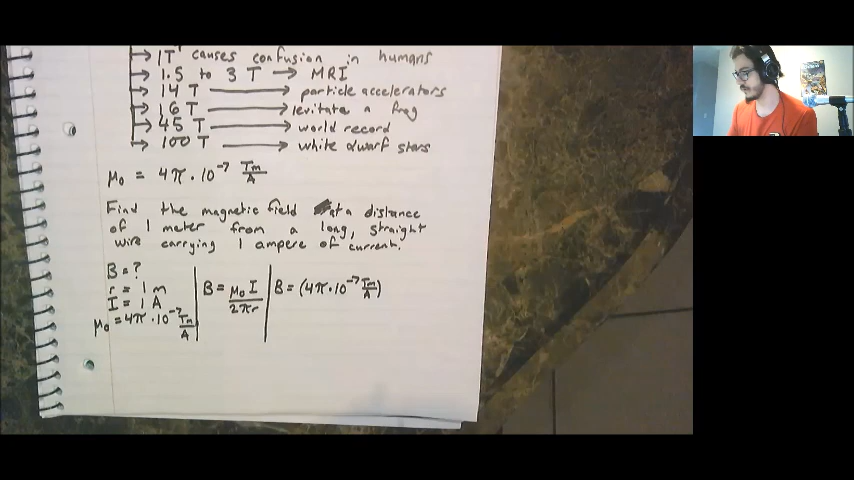 1T causes confusion in humans
1.5 to 3 T → MRI
14 T → particle accelerators
16 T → levitate a frog
45 T → world record
100 T → white dwarf stars
μ₀ = 4π · 10⁻⁷ Tm/A
Find the magnetic field at a distance
of 1 meter from a long, straight
wire carrying 1 ampere of current.
B = ?
r = 1 m
I = 1 A
μ₀ = 4π · 10⁻⁷ Tm/A
B = μ₀ I / 2πr
B = (4π · 10⁻⁷ Tm/A)